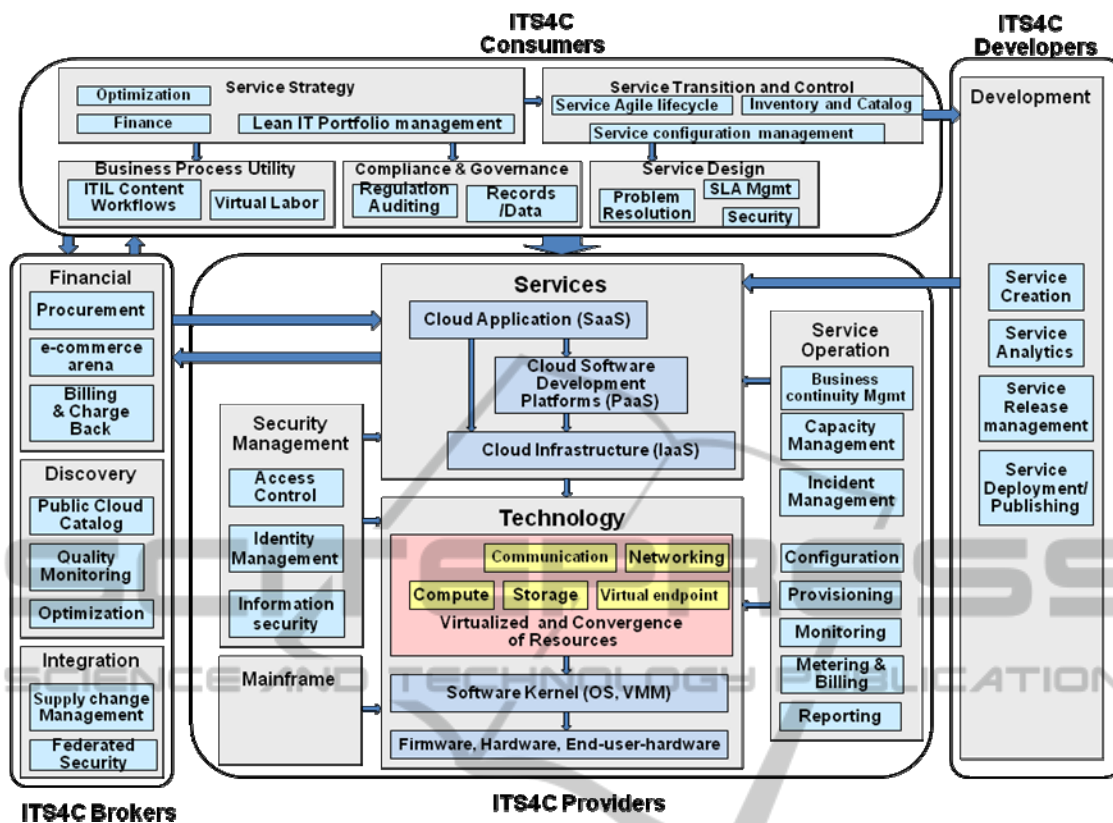 ITS4C
Consumers
ITS4C
Developers
Service Strategy
Optimization
Finance
Lean IT Portfolio management
Service Transition and Control
Service Agile lifecycle
Inventory and Catalog
Service configuration management
Business Process Utility
ITIL Content
Workflows
Virtual Labor
Compliance & Governance
Regulation
Auditing
Records
/Data
Service Design
Problem
Resolution
SLA Mgmt
Security
Development
Service
Creation
Service
Analytics
Service
Release
management
Service
Deployment/
Publishing
Financial
Procurement
e-commerce
arena
Billing
& Charge
Back
Discovery
Public Cloud
Catalog
Quality
Monitoring
Optimization
Integration
Supply change
Management
Federated
Security
ITS4C Brokers
Services
Cloud Application (SaaS)
Cloud Software
Development
Platforms (PaaS)
Cloud Infrastructure (IaaS)
Security
Management
Access
Control
Identity
Management
Information
security
Mainframe
Technology
Communication
Networking
Compute
Storage
Virtual endpoint
Virtualized and Convergence
of Resources
Software Kernel (OS, VMM)
Firmware, Hardware, End-user-hardware
Service
Operation
Business
continuity Mgmt
Capacity
Management
Incident
Management
Configuration
Provisioning
Monitoring
Metering &
Billing
Reporting
ITS4C Providers
SCITEPRESS
SCIENCE AND TECHNOLOGY PUBLICATIONS